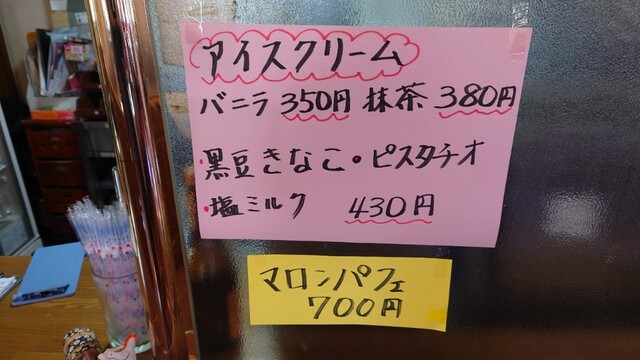 アイスクリーム
バニラ 350円 抹茶 380円
・黒豆きなこ・ピスタチオ
・塩ミルク 430円
マロンパフェ
700円